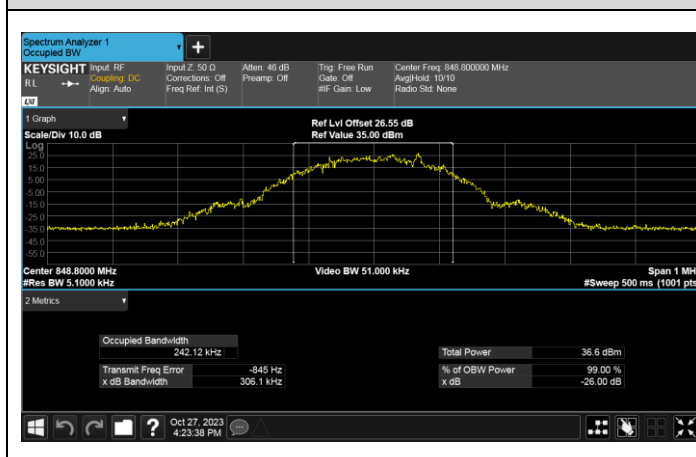 Spectrum Analyzer 1
Occupied BW
KEYSIGHT Input: RF Input Z: 50 Ω Atten: 46 dB Trig: Free Run Center Freq: 848.800000 MHz
RL Coupling: DC Corrections: Off Preamp: Off Gate: Off Avg|Hold: 10/10
Align: Auto Freq Ref: Int (S) #IF Gain: Low Radio Std: None
LXI
1 Graph
Ref Lvl Offset 26.55 dB
Scale/Div 10.0 dB Ref Value 35.00 dBm
Log
25.0
15.0
5.00
-5.00
-15.0
-25.0
-35.0
-45.0
-55.0
Center 848.8000 MHz Video BW 51.000 kHz Span 1 MH
#Res BW 5.1000 kHz #Sweep 500 ms (1001 pts
2 Metrics
Occupied Bandwidth
242.12 kHz Total Power 36.6 dBm
Transmit Freq Error -845 Hz % of OBW Power 99.00 %
x dB Bandwidth 306.1 kHz x dB -26.00 dB
Oct 27, 2023
4:23:38 PM